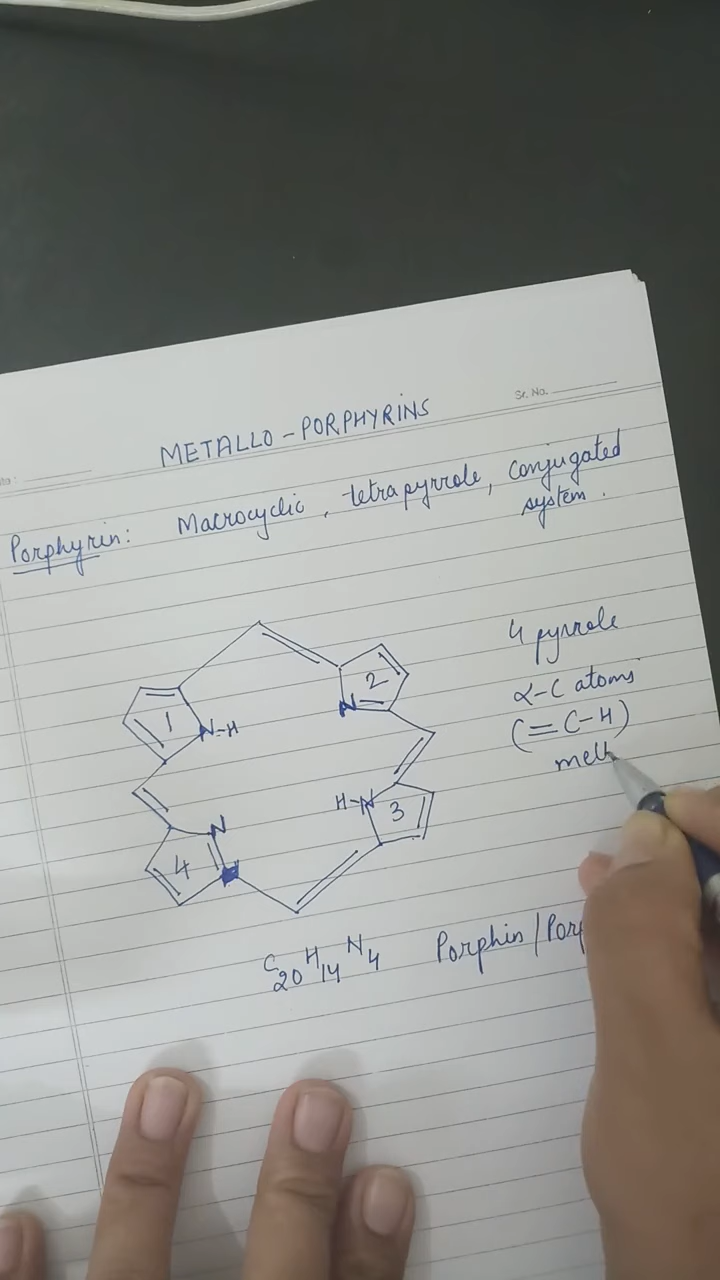 Sr. No.
METALLO-PORPHYRINS
Porphyrin: Macrocyclic, tetrapyrrole, conjugated system.
4 pyrrole
α-C atoms
(=C-H)
1
N-H
2
N
H-N
3
N
4
C20H14N4
Porphin/Porp